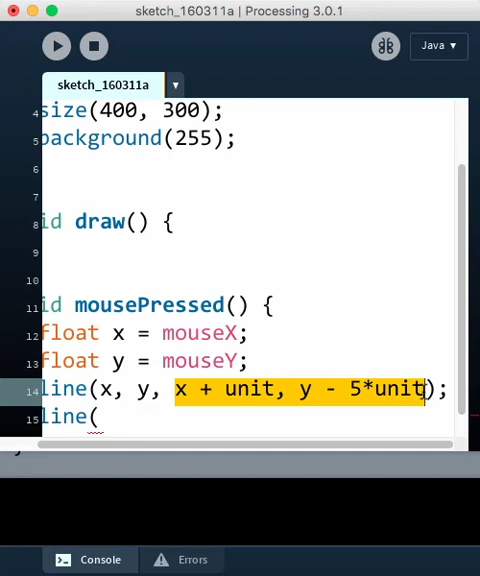 sketch_160311a | Processing 3.0.1
Java ▾
sketch_160311a ▾
4 size(400, 300);
5 background(255);
6
7
8 id draw() {
9
10
11 id mousePressed() {
12 float x = mouseX;
13 float y = mouseY;
14 line(x, y, x + unit, y - 5*unit);
15 line(
Console
Errors